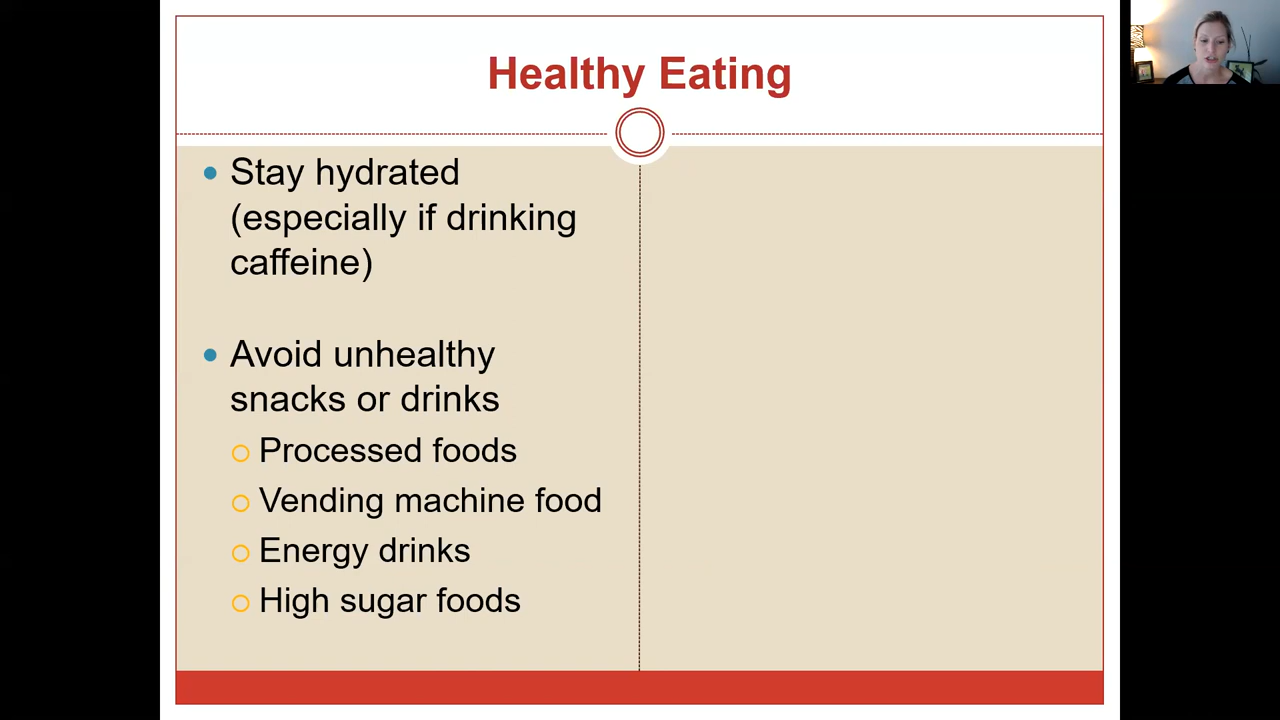 Healthy Eating
Stay hydrated
(especially if drinking
caffeine)
Avoid unhealthy
snacks or drinks
Processed foods
Vending machine food
Energy drinks
High sugar foods